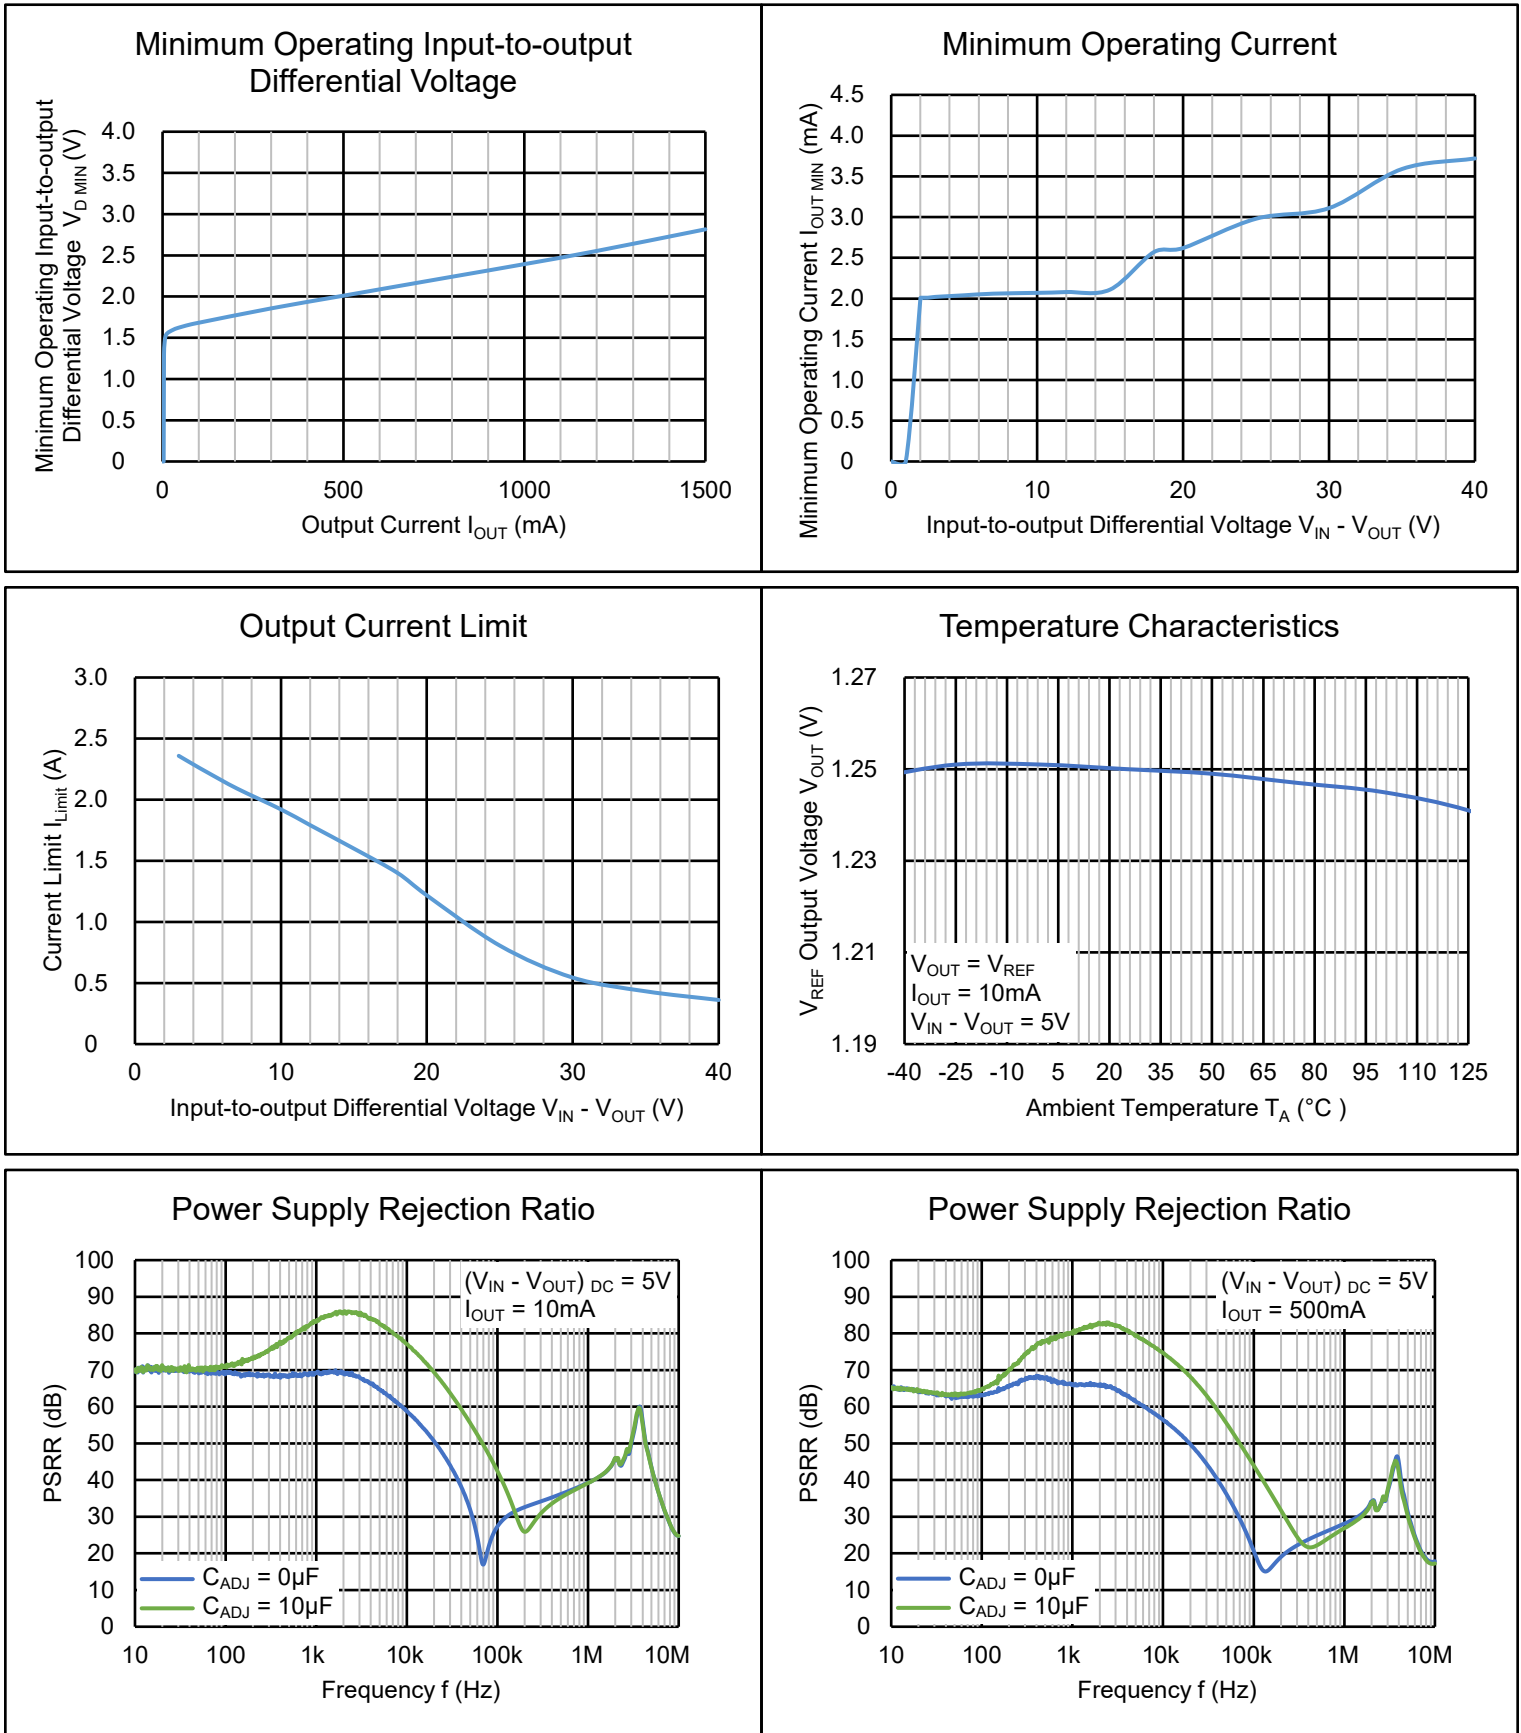 Minimum Operating Input-to-output
Differential Voltage
Minimum Operating Input-to-output
Differential Voltage V_D MIN (V)
4.0
3.5
3.0
2.5
2.0
1.5
1.0
0.5
0
0 500 1000 1500
Output Current I_OUT (mA)
Minimum Operating Current
Minimum Operating Current I_OUT MIN (mA)
4.5
4.0
3.5
3.0
2.5
2.0
1.5
1.0
0.5
0
0 10 20 30 40
Input-to-output Differential Voltage V_IN - V_OUT (V)
Output Current Limit
Current Limit I_Limit (A)
3.0
2.5
2.0
1.5
1.0
0.5
0
0 10 20 30 40
Input-to-output Differential Voltage V_IN - V_OUT (V)
Temperature Characteristics
V_REF Output Voltage V_OUT (V)
1.27
1.25
1.23
1.21
1.19
V_OUT = V_REF
I_OUT = 10mA
V_IN - V_OUT = 5V
-40 -25 -10 5 20 35 50 65 80 95 110 125
Ambient Temperature T_A (°C )
Power Supply Rejection Ratio
PSRR (dB)
100
90
80
70
60
50
40
30
20
10
0
(V_IN - V_OUT) DC = 5V
I_OUT = 10mA
C_ADJ = 0µF
C_ADJ = 10µF
10 100 1k 10k 100k 1M 10M
Frequency f (Hz)
Power Supply Rejection Ratio
PSRR (dB)
100
90
80
70
60
50
40
30
20
10
0
(V_IN - V_OUT) DC = 5V
I_OUT = 500mA
C_ADJ = 0µF
C_ADJ = 10µF
10 100 1k 10k 100k 1M 10M
Frequency f (Hz)